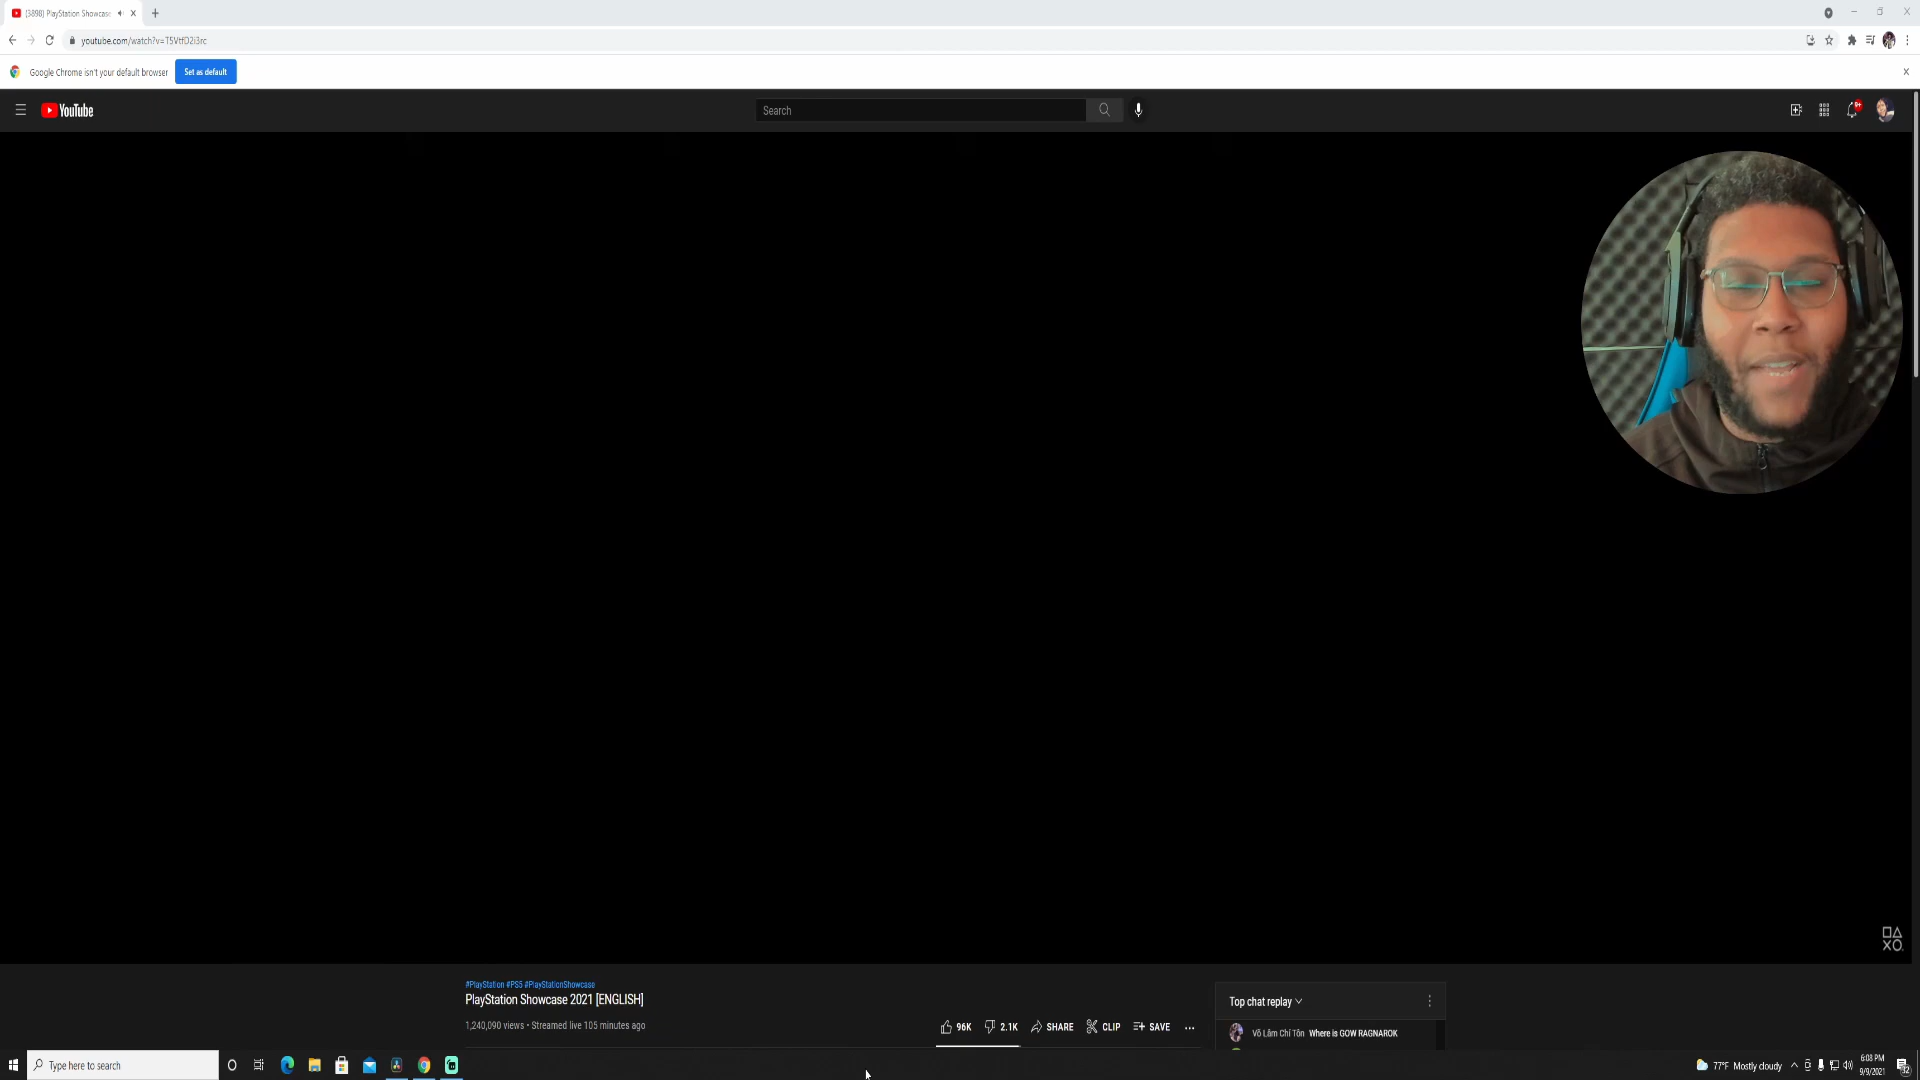 (3898) PlayStation Showcase
youtube.com/watch?v=T5VtfD2i3rc
Google Chrome isn't your default browser
Set as default
YouTube
Search
9+
#PlayStation #PS5 #PlayStationShowcase
PlayStation Showcase 2021 [ENGLISH]
1,240,090 views • Streamed live 105 minutes ago
96K
2.1K
SHARE
CLIP
SAVE
Top chat replay
Võ Lâm Chí Tôn Where is GOW RAGNAROK
Type here to search
77°F Mostly cloudy
6:08 PM
9/9/2021